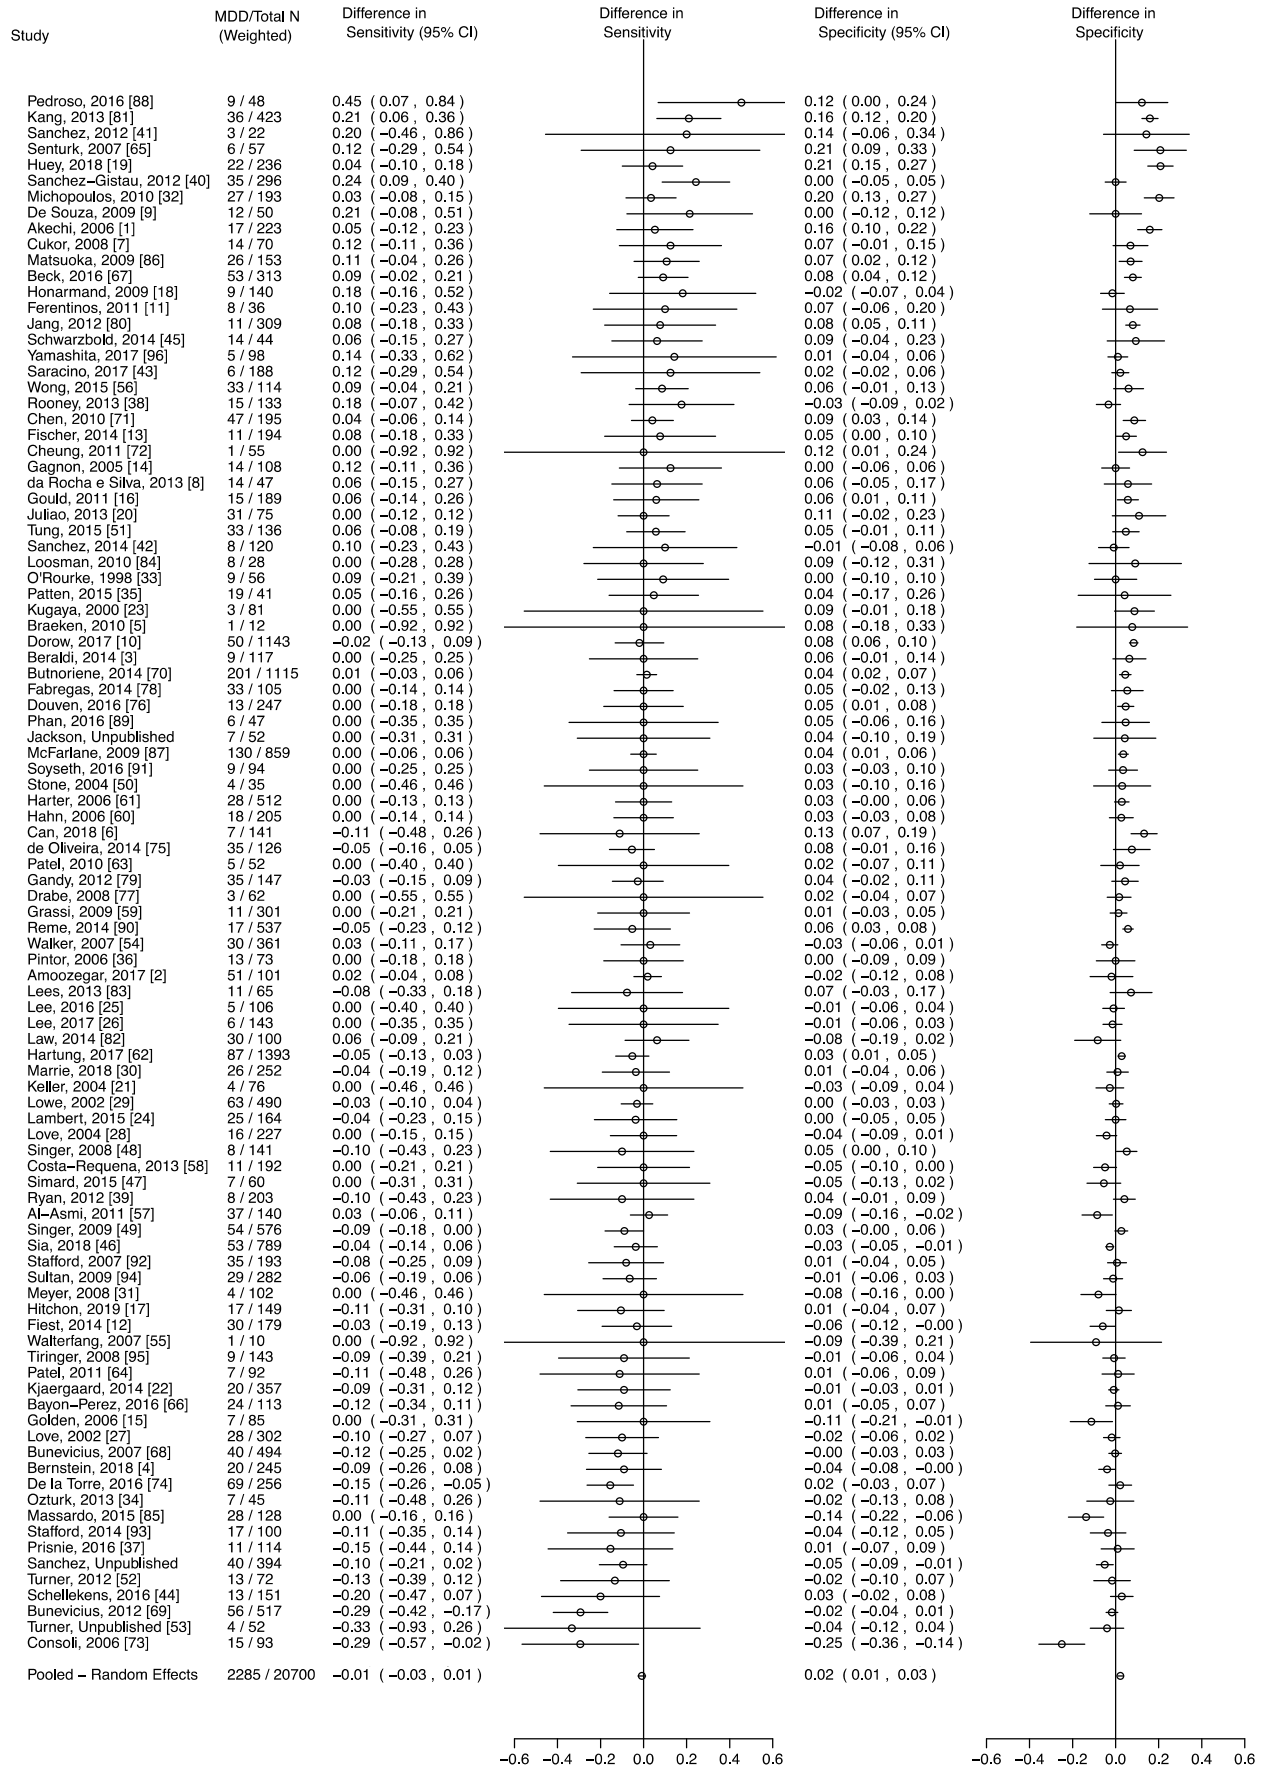 Study MDD/Total N (Weighted) Difference in Sensitivity (95% CI) Difference in Sensitivity Difference in Specificity (95% CI) Difference in Specificity
Pedroso, 2016 [88] 9 / 48 0.45 ( 0.07 , 0.84 ) 0.12 ( 0.00 , 0.24 )
Kang, 2013 [81] 36 / 423 0.21 ( 0.06 , 0.36 ) 0.16 ( 0.12 , 0.20 )
Sanchez, 2012 [41] 3 / 22 0.20 ( −0.46 , 0.86 ) 0.14 ( −0.06 , 0.34 )
Senturk, 2007 [65] 6 / 57 0.12 ( −0.29 , 0.54 ) 0.21 ( 0.09 , 0.33 )
Huey, 2018 [19] 22 / 236 0.04 ( −0.10 , 0.18 ) 0.21 ( 0.15 , 0.27 )
Sanchez−Gistau, 2012 [40] 35 / 296 0.24 ( 0.09 , 0.40 ) 0.00 ( −0.05 , 0.05 )
Michopoulos, 2010 [32] 27 / 193 0.03 ( −0.08 , 0.15 ) 0.20 ( 0.13 , 0.27 )
De Souza, 2009 [9] 12 / 50 0.21 ( −0.08 , 0.51 ) 0.00 ( −0.12 , 0.12 )
Akechi, 2006 [1] 17 / 223 0.05 ( −0.12 , 0.23 ) 0.16 ( 0.10 , 0.22 )
Cukor, 2008 [7] 14 / 70 0.12 ( −0.11 , 0.36 ) 0.07 ( −0.01 , 0.15 )
Matsuoka, 2009 [86] 26 / 153 0.11 ( −0.04 , 0.26 ) 0.07 ( 0.02 , 0.12 )
Beck, 2016 [67] 53 / 313 0.09 ( −0.02 , 0.21 ) 0.08 ( 0.04 , 0.12 )
Honarmand, 2009 [18] 9 / 140 0.18 ( −0.16 , 0.52 ) −0.02 ( −0.07 , 0.04 )
Ferentinos, 2011 [11] 8 / 36 0.10 ( −0.23 , 0.43 ) 0.07 ( −0.06 , 0.20 )
Jang, 2012 [80] 11 / 309 0.08 ( −0.18 , 0.33 ) 0.08 ( 0.05 , 0.11 )
Schwarzbold, 2014 [45] 14 / 44 0.06 ( −0.15 , 0.27 ) 0.09 ( −0.04 , 0.23 )
Yamashita, 2017 [96] 5 / 98 0.14 ( −0.33 , 0.62 ) 0.01 ( −0.04 , 0.06 )
Saracino, 2017 [43] 6 / 188 0.12 ( −0.29 , 0.54 ) 0.02 ( −0.02 , 0.06 )
Wong, 2015 [56] 33 / 114 0.09 ( −0.04 , 0.21 ) 0.06 ( −0.01 , 0.13 )
Rooney, 2013 [38] 15 / 133 0.18 ( −0.07 , 0.42 ) −0.03 ( −0.09 , 0.02 )
Chen, 2010 [71] 47 / 195 0.04 ( −0.06 , 0.14 ) 0.09 ( 0.03 , 0.14 )
Fischer, 2014 [13] 11 / 194 0.08 ( −0.18 , 0.33 ) 0.05 ( 0.00 , 0.10 )
Cheung, 2011 [72] 1 / 55 0.00 ( −0.92 , 0.92 ) 0.12 ( 0.01 , 0.24 )
Gagnon, 2005 [14] 14 / 108 0.12 ( −0.11 , 0.36 ) 0.00 ( −0.06 , 0.06 )
da Rocha e Silva, 2013 [8] 14 / 47 0.06 ( −0.15 , 0.27 ) 0.06 ( −0.05 , 0.17 )
Gould, 2011 [16] 15 / 189 0.06 ( −0.14 , 0.26 ) 0.06 ( 0.01 , 0.11 )
Juliao, 2013 [20] 31 / 75 0.00 ( −0.12 , 0.12 ) 0.11 ( −0.02 , 0.23 )
Tung, 2015 [51] 33 / 136 0.06 ( −0.08 , 0.19 ) 0.05 ( −0.01 , 0.11 )
Sanchez, 2014 [42] 8 / 120 0.10 ( −0.23 , 0.43 ) −0.01 ( −0.08 , 0.06 )
Loosman, 2010 [84] 8 / 28 0.00 ( −0.28 , 0.28 ) 0.09 ( −0.12 , 0.31 )
O'Rourke, 1998 [33] 9 / 56 0.09 ( −0.21 , 0.39 ) 0.00 ( −0.10 , 0.10 )
Patten, 2015 [35] 19 / 41 0.05 ( −0.16 , 0.26 ) 0.04 ( −0.17 , 0.26 )
Kugaya, 2000 [23] 3 / 81 0.00 ( −0.55 , 0.55 ) 0.09 ( −0.01 , 0.18 )
Braeken, 2010 [5] 1 / 12 0.00 ( −0.92 , 0.92 ) 0.08 ( −0.18 , 0.33 )
Dorow, 2017 [10] 50 / 1143 −0.02 ( −0.13 , 0.09 ) 0.08 ( 0.06 , 0.10 )
Beraldi, 2014 [3] 9 / 117 0.00 ( −0.25 , 0.25 ) 0.06 ( −0.01 , 0.14 )
Butnoriene, 2014 [70] 201 / 1115 0.01 ( −0.03 , 0.06 ) 0.04 ( 0.02 , 0.07 )
Fabregas, 2014 [78] 33 / 105 0.00 ( −0.14 , 0.14 ) 0.05 ( −0.02 , 0.13 )
Douven, 2016 [76] 13 / 247 0.00 ( −0.18 , 0.18 ) 0.05 ( 0.01 , 0.08 )
Phan, 2016 [89] 6 / 47 0.00 ( −0.35 , 0.35 ) 0.05 ( −0.06 , 0.16 )
Jackson, Unpublished 7 / 52 0.00 ( −0.31 , 0.31 ) 0.04 ( −0.10 , 0.19 )
McFarlane, 2009 [87] 130 / 859 0.00 ( −0.06 , 0.06 ) 0.04 ( 0.01 , 0.06 )
Soyseth, 2016 [91] 9 / 94 0.00 ( −0.25 , 0.25 ) 0.03 ( −0.03 , 0.10 )
Stone, 2004 [50] 4 / 35 0.00 ( −0.46 , 0.46 ) 0.03 ( −0.10 , 0.16 )
Harter, 2006 [61] 28 / 512 0.00 ( −0.13 , 0.13 ) 0.03 ( −0.00 , 0.06 )
Hahn, 2006 [60] 18 / 205 0.00 ( −0.14 , 0.14 ) 0.03 ( −0.03 , 0.08 )
Can, 2018 [6] 7 / 141 −0.11 ( −0.48 , 0.26 ) 0.13 ( 0.07 , 0.19 )
de Oliveira, 2014 [75] 35 / 126 −0.05 ( −0.16 , 0.05 ) 0.08 ( −0.01 , 0.16 )
Patel, 2010 [63] 5 / 52 0.00 ( −0.40 , 0.40 ) 0.02 ( −0.07 , 0.11 )
Gandy, 2012 [79] 35 / 147 −0.03 ( −0.15 , 0.09 ) 0.04 ( −0.02 , 0.11 )
Drabe, 2008 [77] 3 / 62 0.00 ( −0.55 , 0.55 ) 0.02 ( −0.04 , 0.07 )
Grassi, 2009 [59] 11 / 301 0.00 ( −0.21 , 0.21 ) 0.01 ( −0.03 , 0.05 )
Reme, 2014 [90] 17 / 537 −0.05 ( −0.23 , 0.12 ) 0.06 ( 0.03 , 0.08 )
Walker, 2007 [54] 30 / 361 0.03 ( −0.11 , 0.17 ) −0.03 ( −0.06 , 0.01 )
Pintor, 2006 [36] 13 / 73 0.00 ( −0.18 , 0.18 ) 0.00 ( −0.09 , 0.09 )
Amoozegar, 2017 [2] 51 / 101 0.02 ( −0.04 , 0.08 ) −0.02 ( −0.12 , 0.08 )
Lees, 2013 [83] 11 / 65 −0.08 ( −0.33 , 0.18 ) 0.07 ( −0.03 , 0.17 )
Lee, 2016 [25] 5 / 106 0.00 ( −0.40 , 0.40 ) −0.01 ( −0.06 , 0.04 )
Lee, 2017 [26] 6 / 143 0.00 ( −0.35 , 0.35 ) −0.01 ( −0.06 , 0.03 )
Law, 2014 [82] 30 / 100 0.06 ( −0.09 , 0.21 ) −0.08 ( −0.19 , 0.02 )
Hartung, 2017 [62] 87 / 1393 −0.05 ( −0.13 , 0.03 ) 0.03 ( 0.01 , 0.05 )
Marrie, 2018 [30] 26 / 252 −0.04 ( −0.19 , 0.12 ) 0.01 ( −0.04 , 0.06 )
Keller, 2004 [21] 4 / 76 0.00 ( −0.46 , 0.46 ) −0.03 ( −0.09 , 0.04 )
Lowe, 2002 [29] 63 / 490 −0.03 ( −0.10 , 0.04 ) 0.00 ( −0.03 , 0.03 )
Lambert, 2015 [24] 25 / 164 −0.04 ( −0.23 , 0.15 ) 0.00 ( −0.05 , 0.05 )
Love, 2004 [28] 16 / 227 0.00 ( −0.15 , 0.15 ) −0.04 ( −0.09 , 0.01 )
Singer, 2008 [48] 8 / 141 −0.10 ( −0.43 , 0.23 ) 0.05 ( 0.00 , 0.10 )
Costa−Requena, 2013 [58] 11 / 192 0.00 ( −0.21 , 0.21 ) −0.05 ( −0.10 , 0.00 )
Simard, 2015 [47] 7 / 60 0.00 ( −0.31 , 0.31 ) −0.05 ( −0.13 , 0.02 )
Ryan, 2012 [39] 8 / 203 −0.10 ( −0.43 , 0.23 ) 0.04 ( −0.01 , 0.09 )
Al−Asmi, 2011 [57] 37 / 140 0.03 ( −0.06 , 0.11 ) −0.09 ( −0.16 , −0.02 )
Singer, 2009 [49] 54 / 576 −0.09 ( −0.18 , 0.00 ) 0.03 ( −0.00 , 0.06 )
Sia, 2018 [46] 53 / 789 −0.04 ( −0.14 , 0.06 ) −0.03 ( −0.05 , −0.01 )
Stafford, 2007 [92] 35 / 193 −0.08 ( −0.25 , 0.09 ) 0.01 ( −0.04 , 0.05 )
Sultan, 2009 [94] 29 / 282 −0.06 ( −0.19 , 0.06 ) −0.01 ( −0.06 , 0.03 )
Meyer, 2008 [31] 4 / 102 0.00 ( −0.46 , 0.46 ) −0.08 ( −0.16 , 0.00 )
Hitchon, 2019 [17] 17 / 149 −0.11 ( −0.31 , 0.10 ) 0.01 ( −0.04 , 0.07 )
Fiest, 2014 [12] 30 / 179 −0.03 ( −0.19 , 0.13 ) −0.06 ( −0.12 , −0.00 )
Walterfang, 2007 [55] 1 / 10 0.00 ( −0.92 , 0.92 ) −0.09 ( −0.39 , 0.21 )
Tiringer, 2008 [95] 9 / 143 −0.09 ( −0.39 , 0.21 ) −0.01 ( −0.06 , 0.04 )
Patel, 2011 [64] 7 / 92 −0.11 ( −0.48 , 0.26 ) 0.01 ( −0.06 , 0.09 )
Kjaergaard, 2014 [22] 20 / 357 −0.09 ( −0.31 , 0.12 ) −0.01 ( −0.03 , 0.01 )
Bayon−Perez, 2016 [66] 24 / 113 −0.12 ( −0.34 , 0.11 ) 0.01 ( −0.05 , 0.07 )
Golden, 2006 [15] 7 / 85 0.00 ( −0.31 , 0.31 ) −0.11 ( −0.21 , −0.01 )
Love, 2002 [27] 28 / 302 −0.10 ( −0.27 , 0.07 ) −0.02 ( −0.06 , 0.02 )
Bunevicius, 2007 [68] 40 / 494 −0.12 ( −0.25 , 0.02 ) −0.00 ( −0.03 , 0.03 )
Bernstein, 2018 [4] 20 / 245 −0.09 ( −0.26 , 0.08 ) −0.04 ( −0.08 , −0.00 )
De la Torre, 2016 [74] 69 / 256 −0.15 ( −0.26 , −0.05 ) 0.02 ( −0.03 , 0.07 )
Ozturk, 2013 [34] 7 / 45 −0.11 ( −0.48 , 0.26 ) −0.02 ( −0.13 , 0.08 )
Massardo, 2015 [85] 28 / 128 0.00 ( −0.16 , 0.16 ) −0.14 ( −0.22 , −0.06 )
Stafford, 2014 [93] 17 / 100 −0.11 ( −0.35 , 0.14 ) −0.04 ( −0.12 , 0.05 )
Prisnie, 2016 [37] 11 / 114 −0.15 ( −0.44 , 0.14 ) 0.01 ( −0.07 , 0.09 )
Sanchez, Unpublished 40 / 394 −0.10 ( −0.21 , 0.02 ) −0.05 ( −0.09 , −0.01 )
Turner, 2012 [52] 13 / 72 −0.13 ( −0.39 , 0.12 ) −0.02 ( −0.10 , 0.07 )
Schellekens, 2016 [44] 13 / 151 −0.20 ( −0.47 , 0.07 ) 0.03 ( −0.02 , 0.08 )
Bunevicius, 2012 [69] 56 / 517 −0.29 ( −0.42 , −0.17 ) −0.02 ( −0.04 , 0.01 )
Turner, Unpublished [53] 4 / 52 −0.33 ( −0.93 , 0.26 ) −0.04 ( −0.12 , 0.04 )
Consoli, 2006 [73] 15 / 93 −0.29 ( −0.57 , −0.02 ) −0.25 ( −0.36 , −0.14 )
Pooled − Random Effects 2285 / 20700 −0.01 ( −0.03 , 0.01 ) 0.02 ( 0.01 , 0.03 )
−0.6 −0.4 −0.2 0.0 0.2 0.4 0.6 −0.6 −0.4 −0.2 0.0 0.2 0.4 0.6